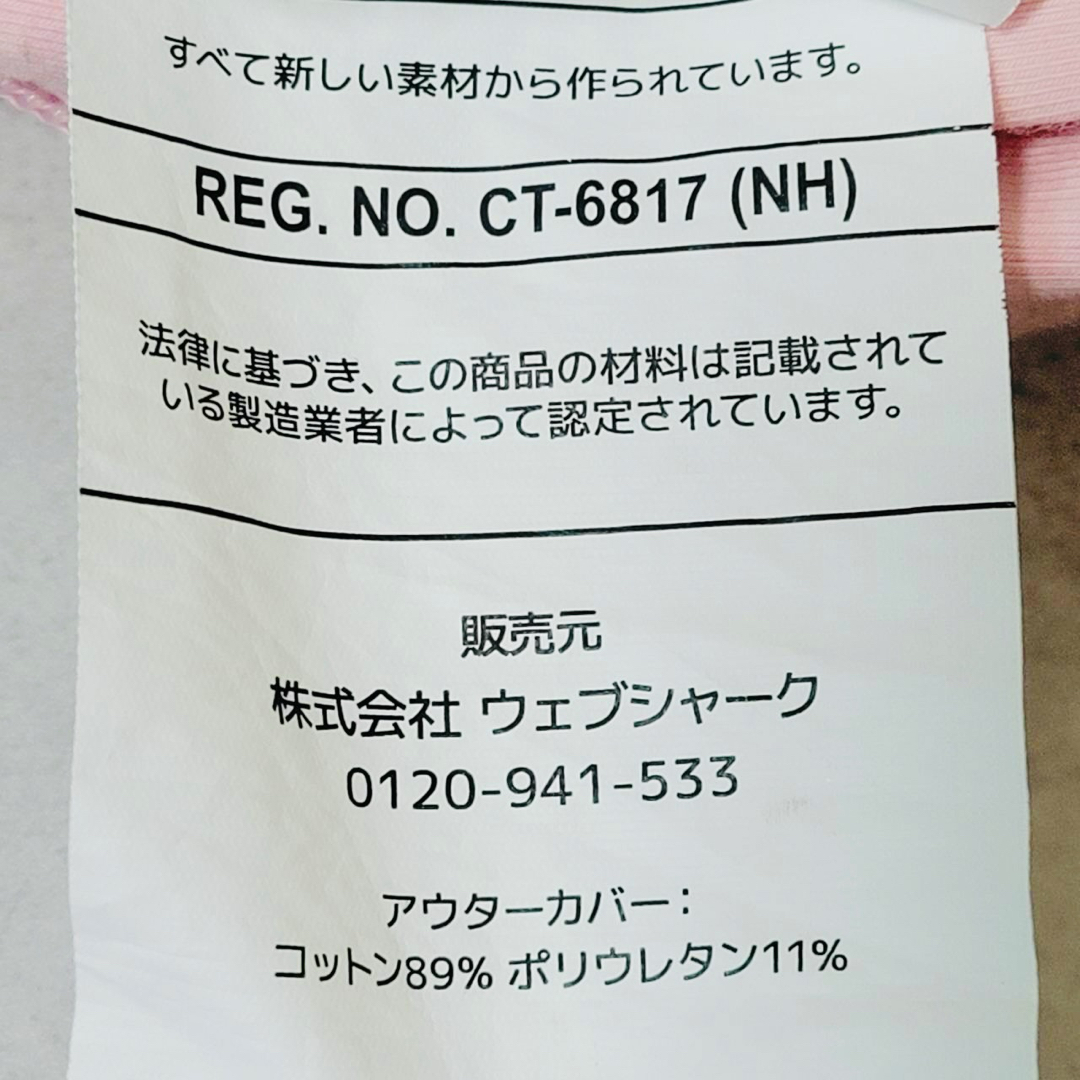 すべて新しい素材から作られています。
REG. NO. CT-6817 (NH)
法律に基づき、この商品の材料は記載されて
いる製造業者によって認定されています。
販売元
株式会社 ウェブシャーク
0120-941-533
アウターカバー：
コットン89% ポリウレタン11%